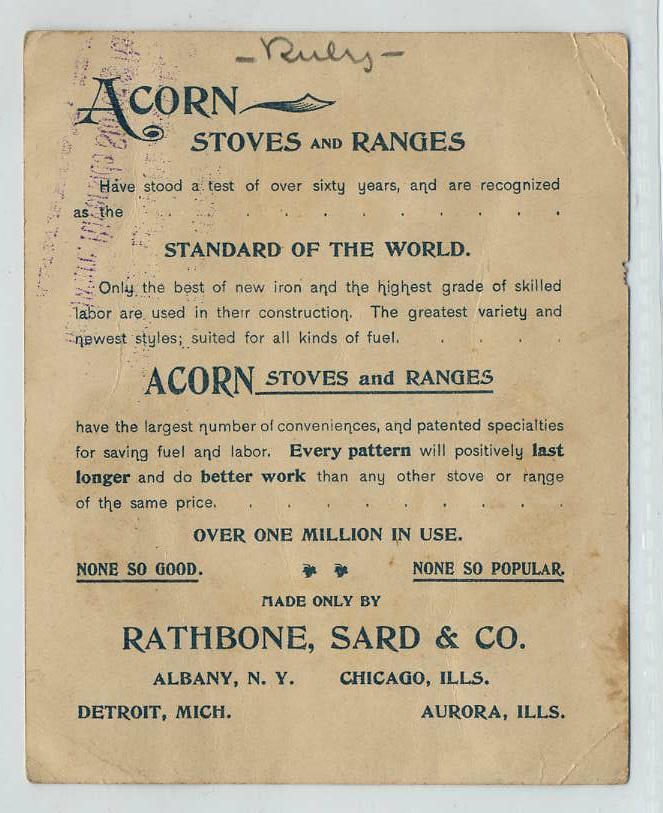 Ruby
ACORN
STOVES AND RANGES
Have stood a test of over sixty years, and are recognized
as the . . . . . . . . . . .
STANDARD OF THE WORLD.
Only the best of new iron and the highest grade of skilled
labor are used in their construction. The greatest variety and
newest styles; suited for all kinds of fuel. . . . .
ACORN STOVES and RANGES
have the largest number of conveniences, and patented specialties
for saving fuel and labor. Every pattern will positively last
longer and do better work than any other stove or range
of the same price. . . . . . . . . .
OVER ONE MILLION IN USE.
NONE SO GOOD. NONE SO POPULAR.
MADE ONLY BY
RATHBONE, SARD & CO.
ALBANY, N. Y. CHICAGO, ILLS.
DETROIT, MICH. AURORA, ILLS.